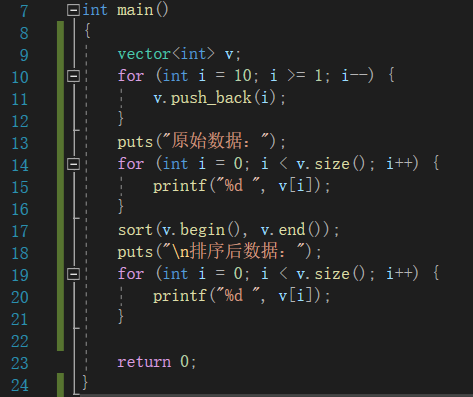 7 int main()
8 {
9 vector<int> v;
10 for (int i = 10; i >= 1; i--) {
11 v.push_back(i);
12 }
13 puts("原始数据：");
14 for (int i = 0; i < v.size(); i++) {
15 printf("%d ", v[i]);
16 }
17 sort(v.begin(), v.end());
18 puts("\n排序后数据：");
19 for (int i = 0; i < v.size(); i++) {
20 printf("%d ", v[i]);
21 }
22
23 return 0;
24 }